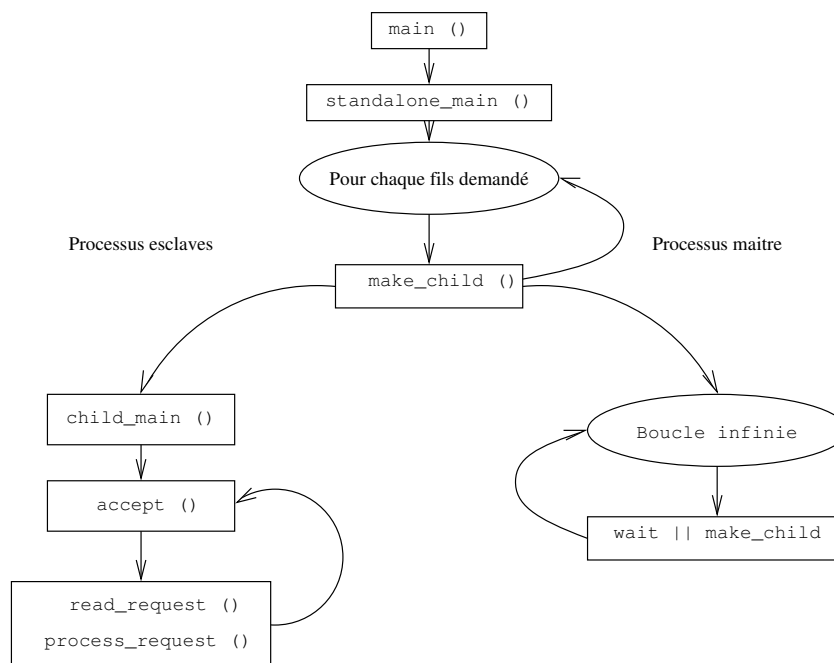 main ()
standalone_main ()
Pour chaque fils demandé
Processus esclaves
Processus maitre
make_child ()
child_main ()
Boucle infinie
accept ()
wait || make_child
read_request ()
process_request ()